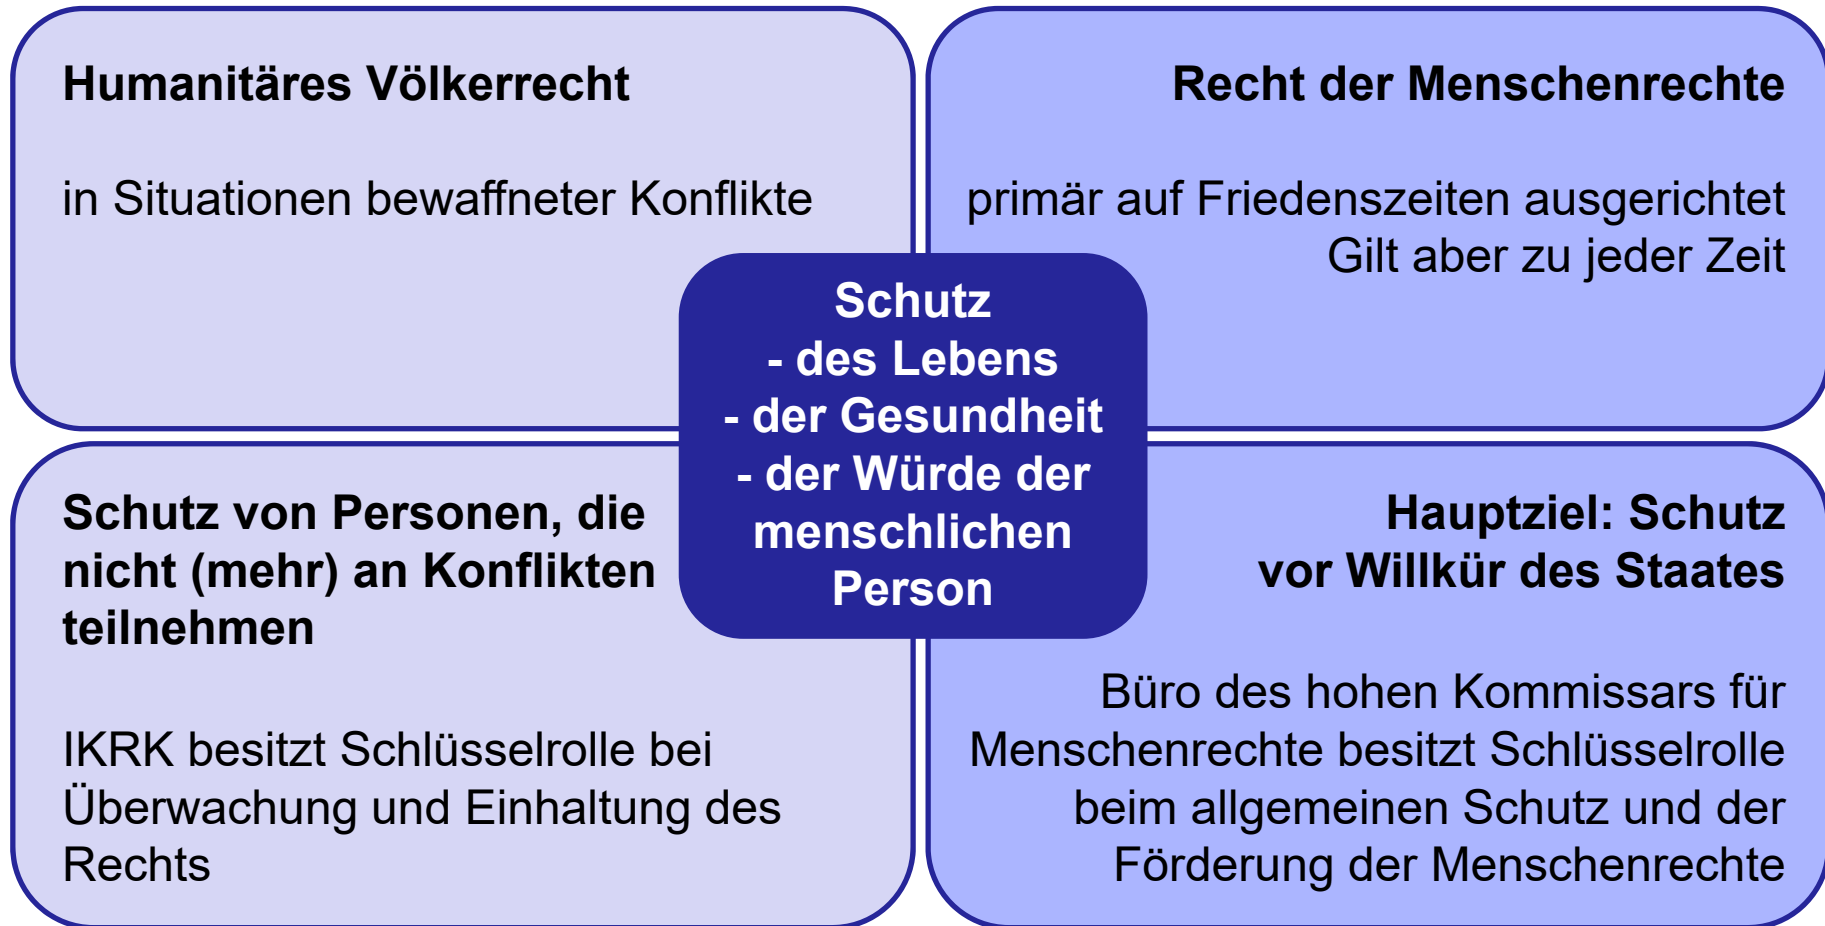 Humanitäres Völkerrecht
in Situationen bewaffneter Konflikte
Recht der Menschenrechte
primär auf Friedenszeiten ausgerichtet
Gilt aber zu jeder Zeit
Schutz
- des Lebens
- der Gesundheit
- der Würde der
menschlichen
Person
Schutz von Personen, die
nicht (mehr) an Konflikten
teilnehmen
IKRK besitzt Schlüsselrolle bei
Überwachung und Einhaltung des
Rechts
Hauptziel: Schutz
vor Willkür des Staates
Büro des hohen Kommissars für
Menschenrechte besitzt Schlüsselrolle
beim allgemeinen Schutz und der
Förderung der Menschenrechte